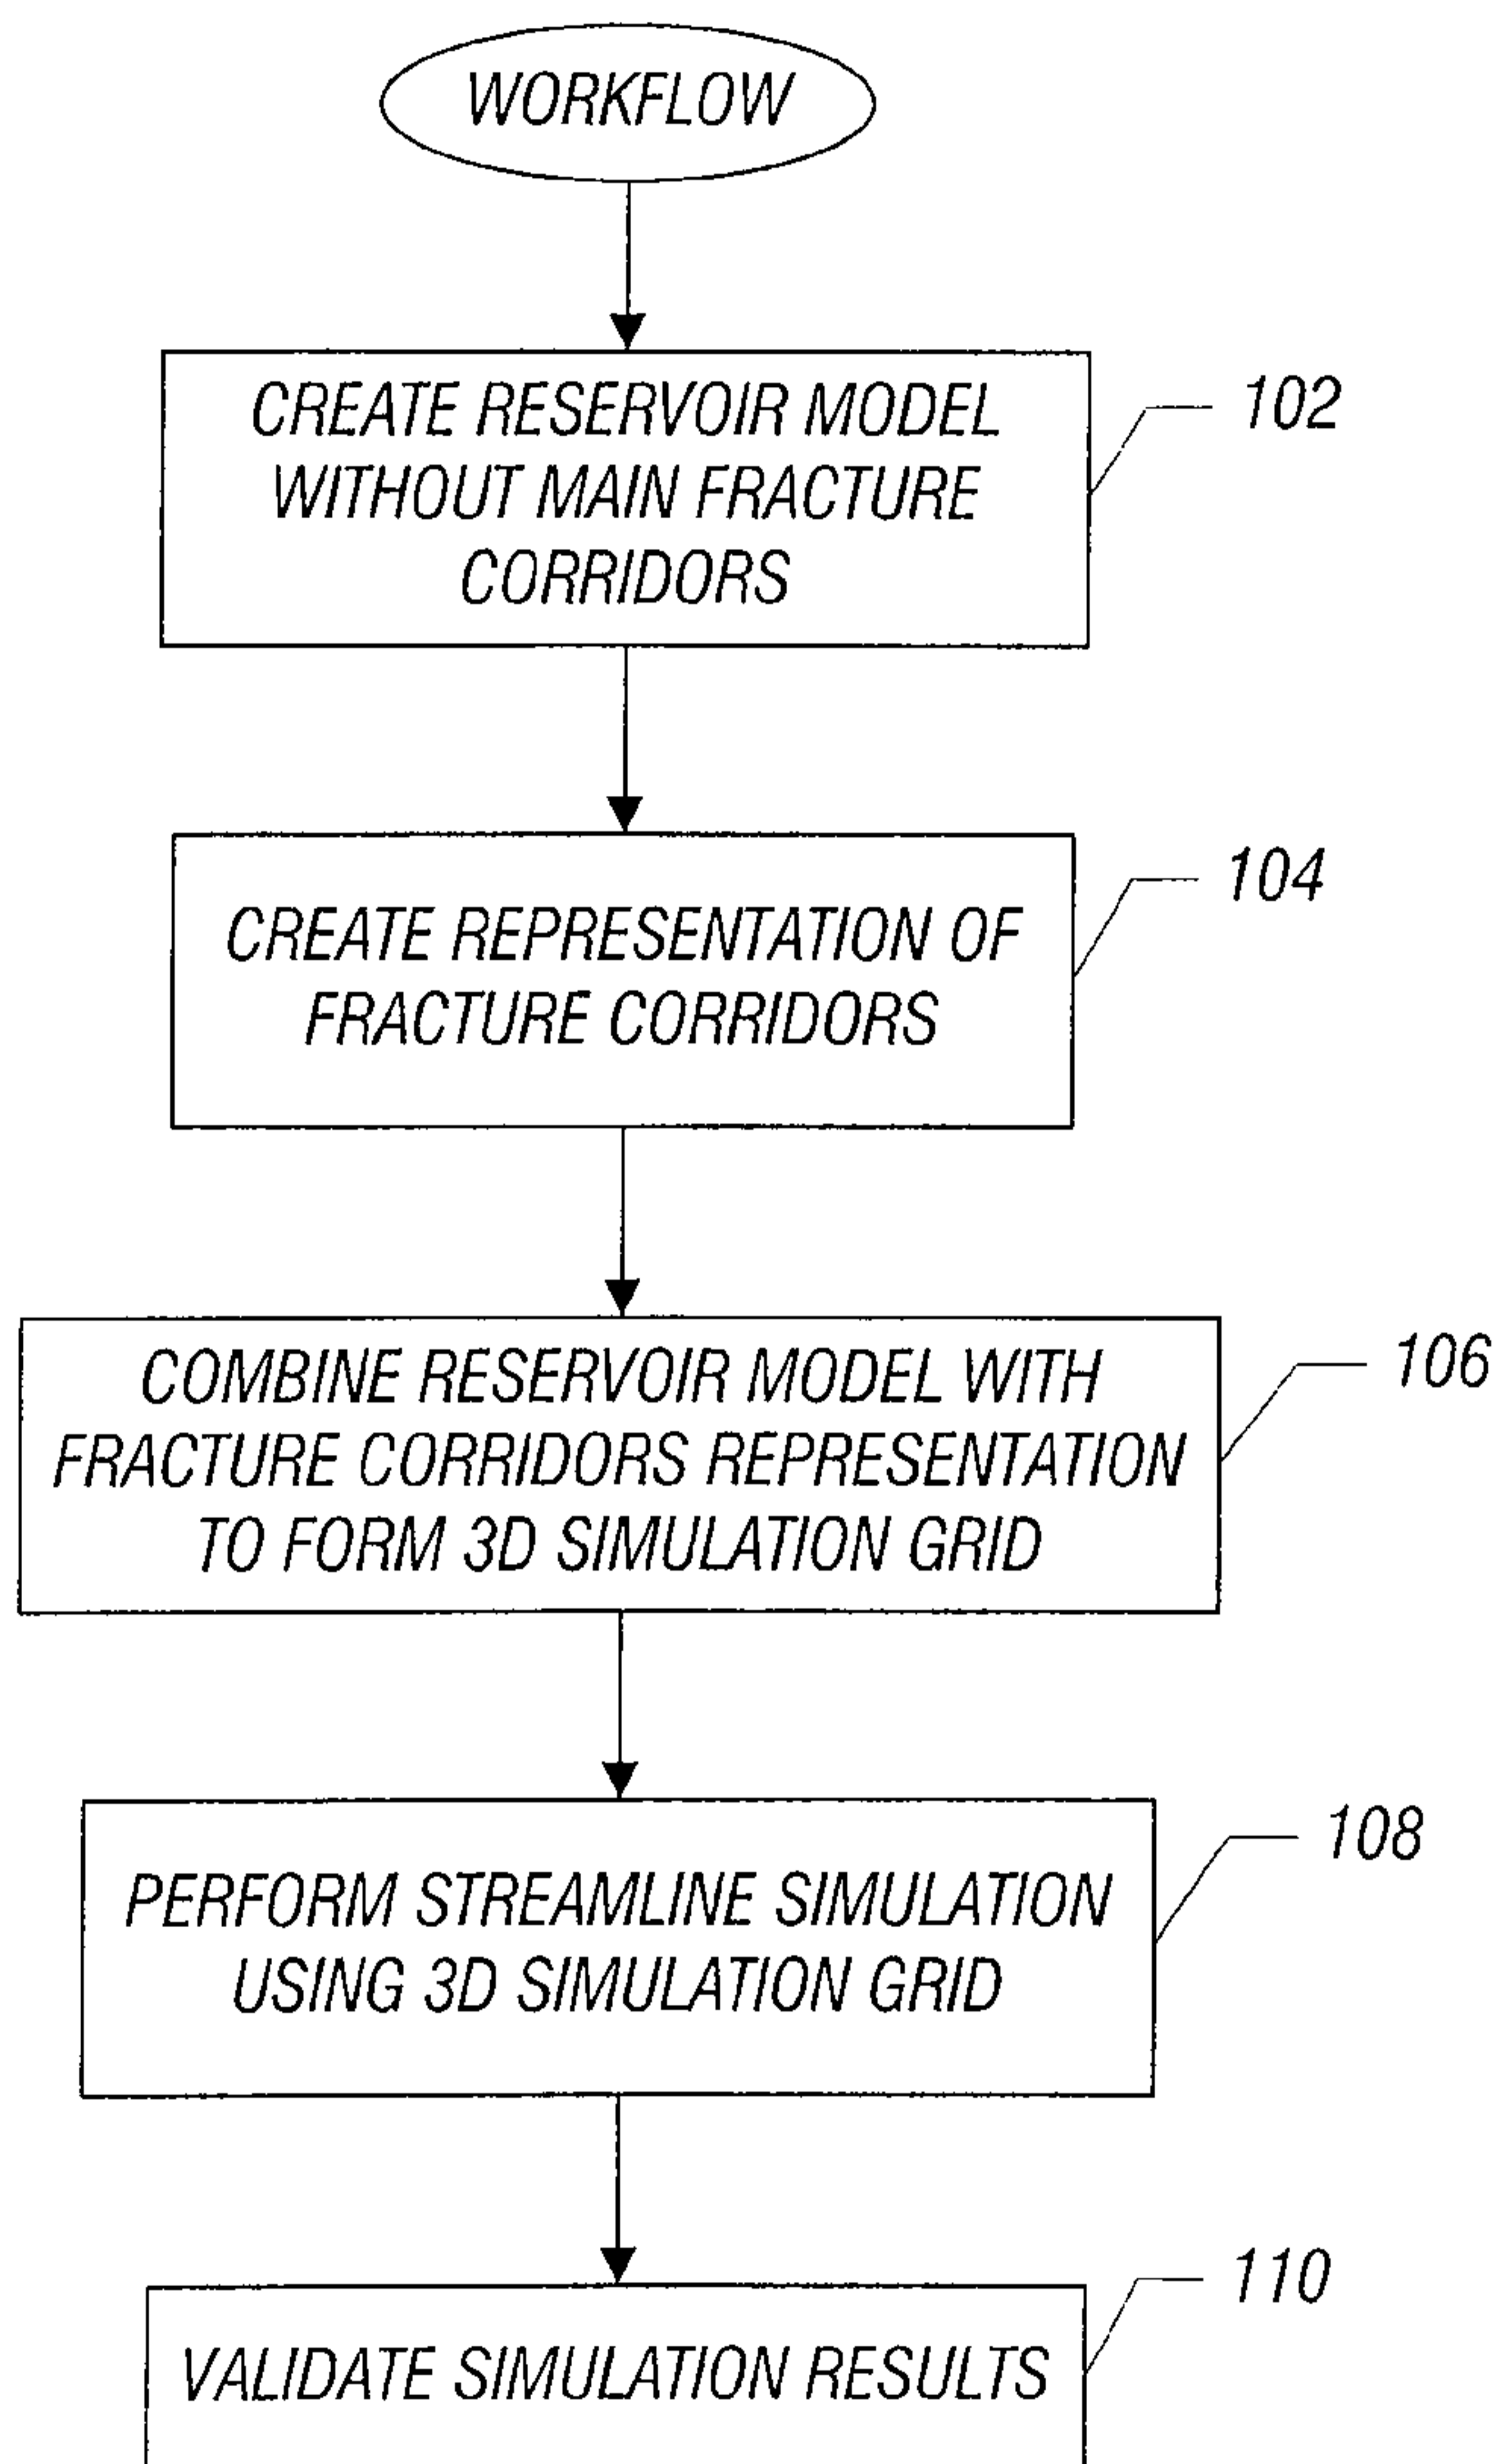 WORKFLOW
CREATE RESERVOIR MODEL
WITHOUT MAIN FRACTURE
CORRIDORS
102
CREATE REPRESENTATION OF
FRACTURE CORRIDORS
104
COMBINE RESERVOIR MODEL WITH
FRACTURE CORRIDORS REPRESENTATION
TO FORM 3D SIMULATION GRID
106
PERFORM STREAMLINE SIMULATION
USING 3D SIMULATION GRID
108
VALIDATE SIMULATION RESULTS
110